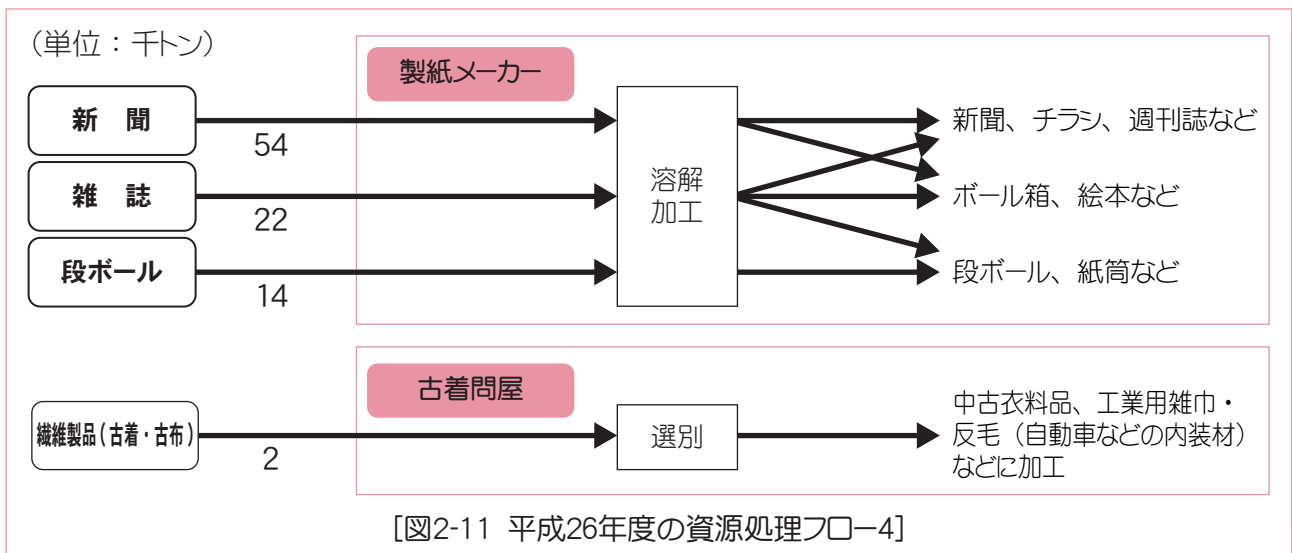 （単位：千トン）
製紙メーカー
新　聞
54
雑　誌
22
段ボール
14
溶解
加工
新聞、チラシ、週刊誌など
ボール箱、絵本など
段ボール、紙筒など
古着問屋
繊維製品（古着・古布）
2
選別
中古衣料品、工業用雑巾・
反毛（自動車などの内装材）
などに加工
［図2-11 平成26年度の資源処理フロー4］